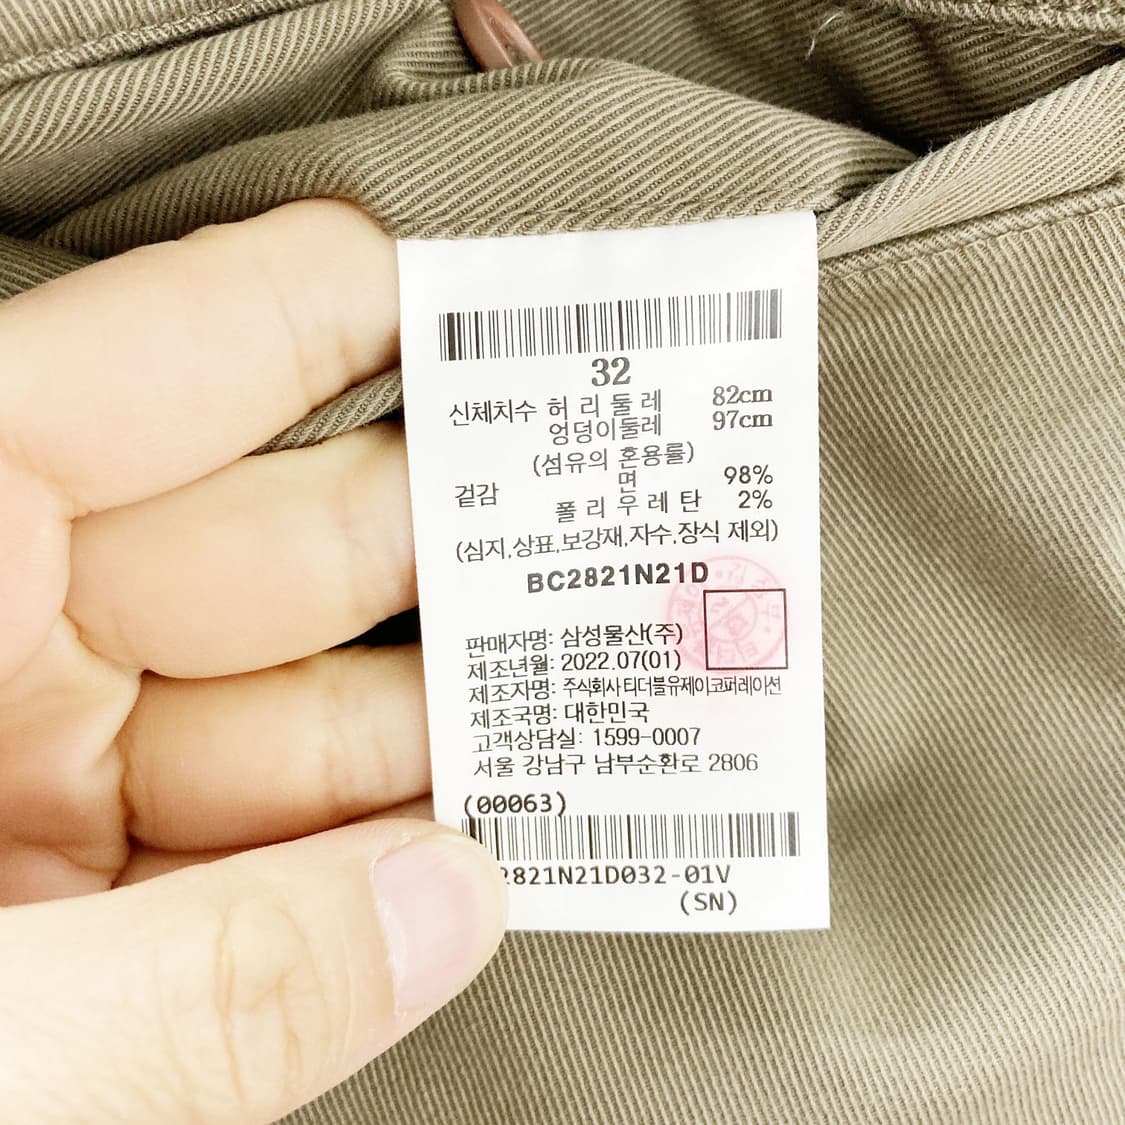 32
신체치수 허 리 둘 레 82cm
엉덩이둘레 97cm
(섬유의 혼용률)
겉감 면 98%
폴 리 우 레 탄 2%
(심지,상표,보강재,자수,장식 제외)
BC2821N21D
판매자명: 삼성물산(주)
제조년월: 2022.07(01)
제조자명: 주식회사 티더블유제이코퍼레이션
제조국명: 대한민국
고객상담실: 1599-0007
서울 강남구 남부순환로 2806
(00063)
2821N21D032-01V
(SN)